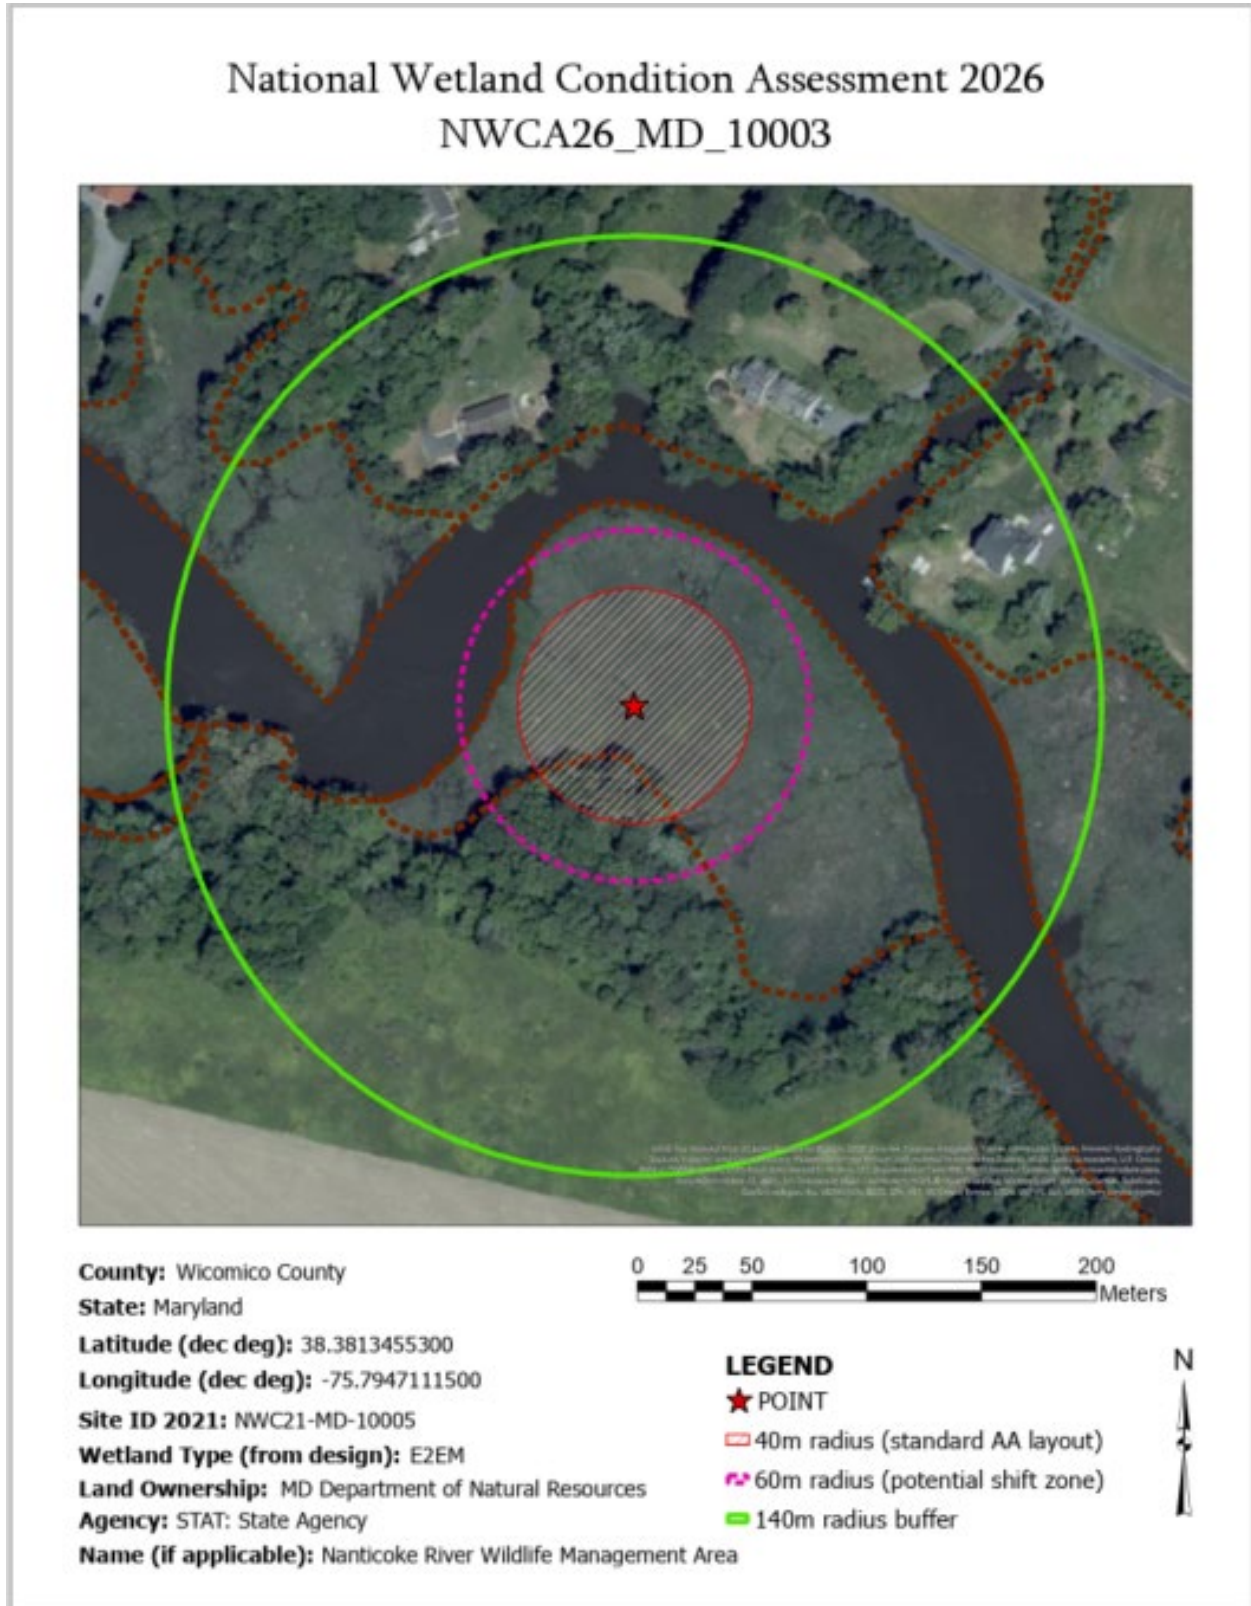 National Wetland Condition Assessment 2026
NWCA26_MD_10003
County: Wicomico County
State: Maryland
Latitude (dec deg): 38.3813455300
Longitude (dec deg): -75.7947111500
Site ID 2021: NWC21-MD-10005
Wetland Type (from design): E2EM
Land Ownership: MD Department of Natural Resources
Agency: STAT: State Agency
Name (if applicable): Nanticoke River Wildlife Management Area
0 25 50 100 150 200
Meters
LEGEND
POINT
40m radius (standard AA layout)
60m radius (potential shift zone)
140m radius buffer
N